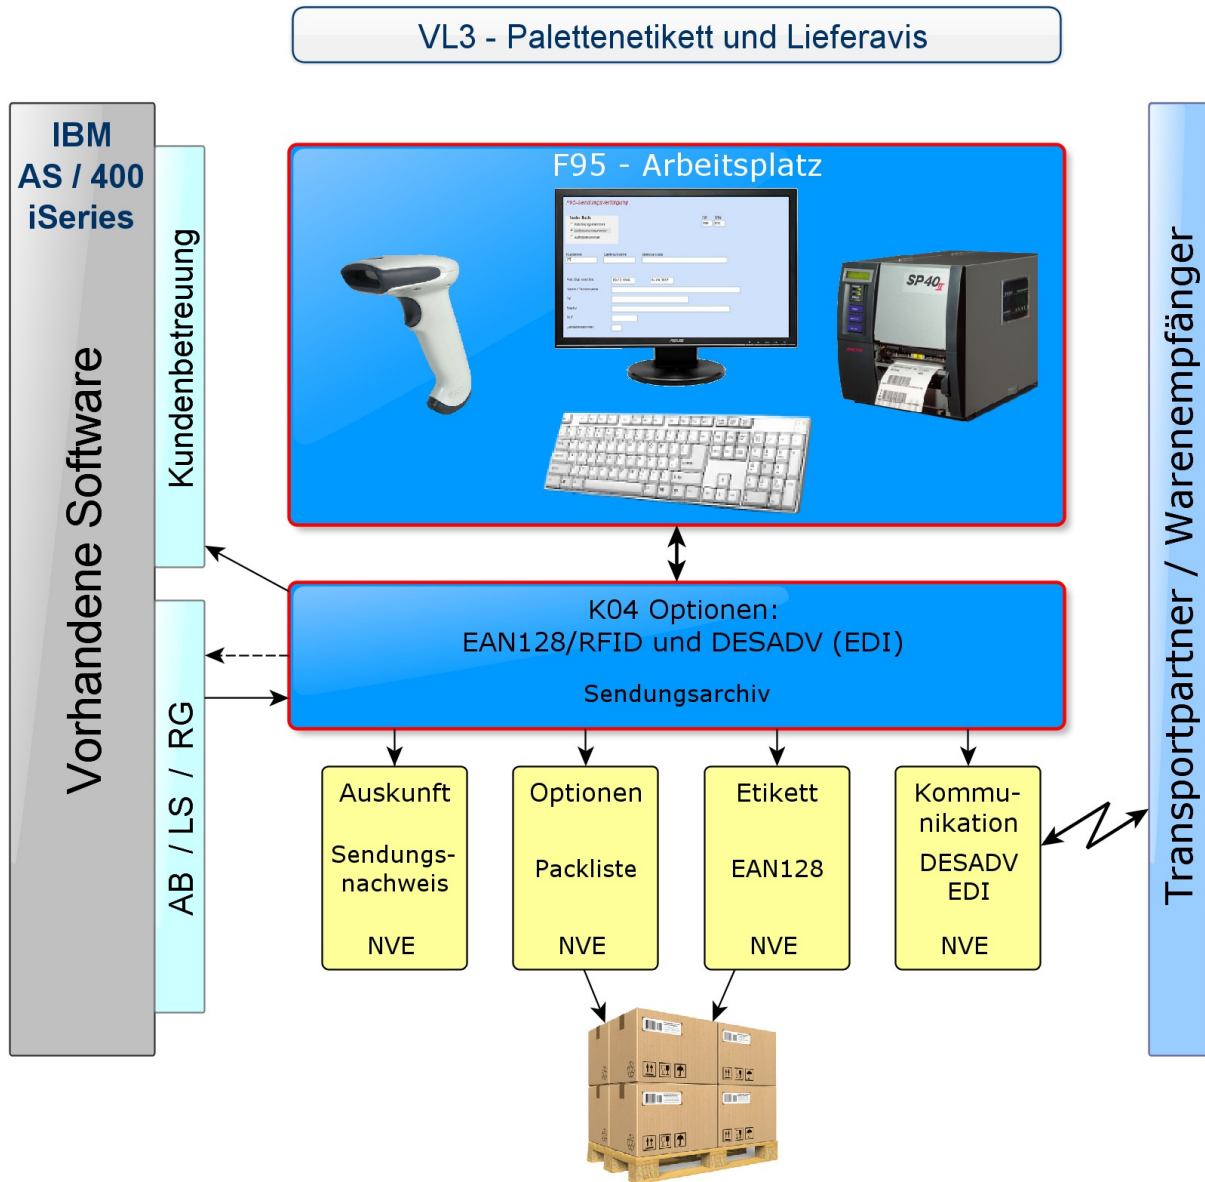 VL3 - Palettenetikett und Lieferavis
IBM
AS / 400
iSeries
Vorhandene Software
Kundenbetreuung
AB / LS / RG
F95 - Arbeitsplatz
SP40
K04 Optionen:
EAN128/RFID und DESADV (EDI)
Sendungsarchiv
Auskunft
Sendungs-
nachweis
NVE
Optionen
Packliste
NVE
Etikett
EAN128
NVE
Kommu-
nikation
DESADV
EDI
NVE
Transportpartner / Warenempfänger